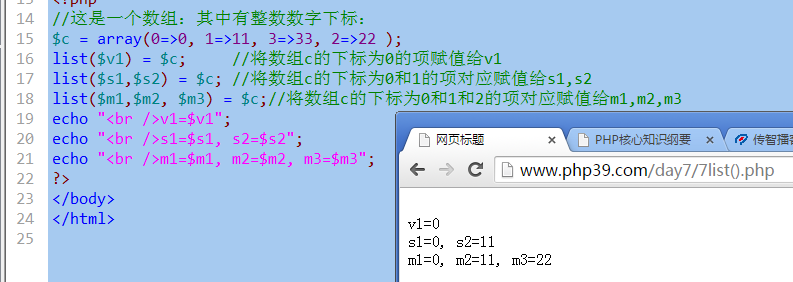 <?php
14 //这是一个数组：其中有整数数字下标：
15 $c = array(0=>0, 1=>11, 3=>33, 2=>22 );
16 list($v1) = $c; //将数组c的下标为0的项赋值给v1
17 list($s1,$s2) = $c; //将数组c的下标为0和1的项对应赋值给s1,s2
18 list($m1,$m2, $m3) = $c;//将数组c的下标为0和1和2的项对应赋值给m1,m2,m3
19 echo "<br />v1=$v1";
20 echo "<br />s1=$s1, s2=$s2";
21 echo "<br />m1=$m1, m2=$m2, m3=$m3";
22 ?>
23 </body>
24 </html>
25
网页标题 × PHP核心知识纲要 × 传智播客
www.php39.com/day7/7list().php
v1=0
s1=0, s2=11
m1=0, m2=11, m3=22